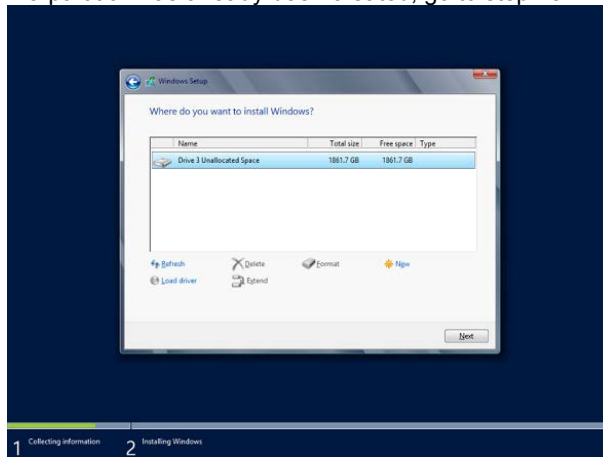 Windows Setup
Where do you want to install Windows?
Name Total size Free space Type
Drive 3 Unallocated Space 1861.7 GB 1861.7 GB
Refresh Delete Format New
Load driver Extend
Next
1 Collecting information 2 Installing Windows